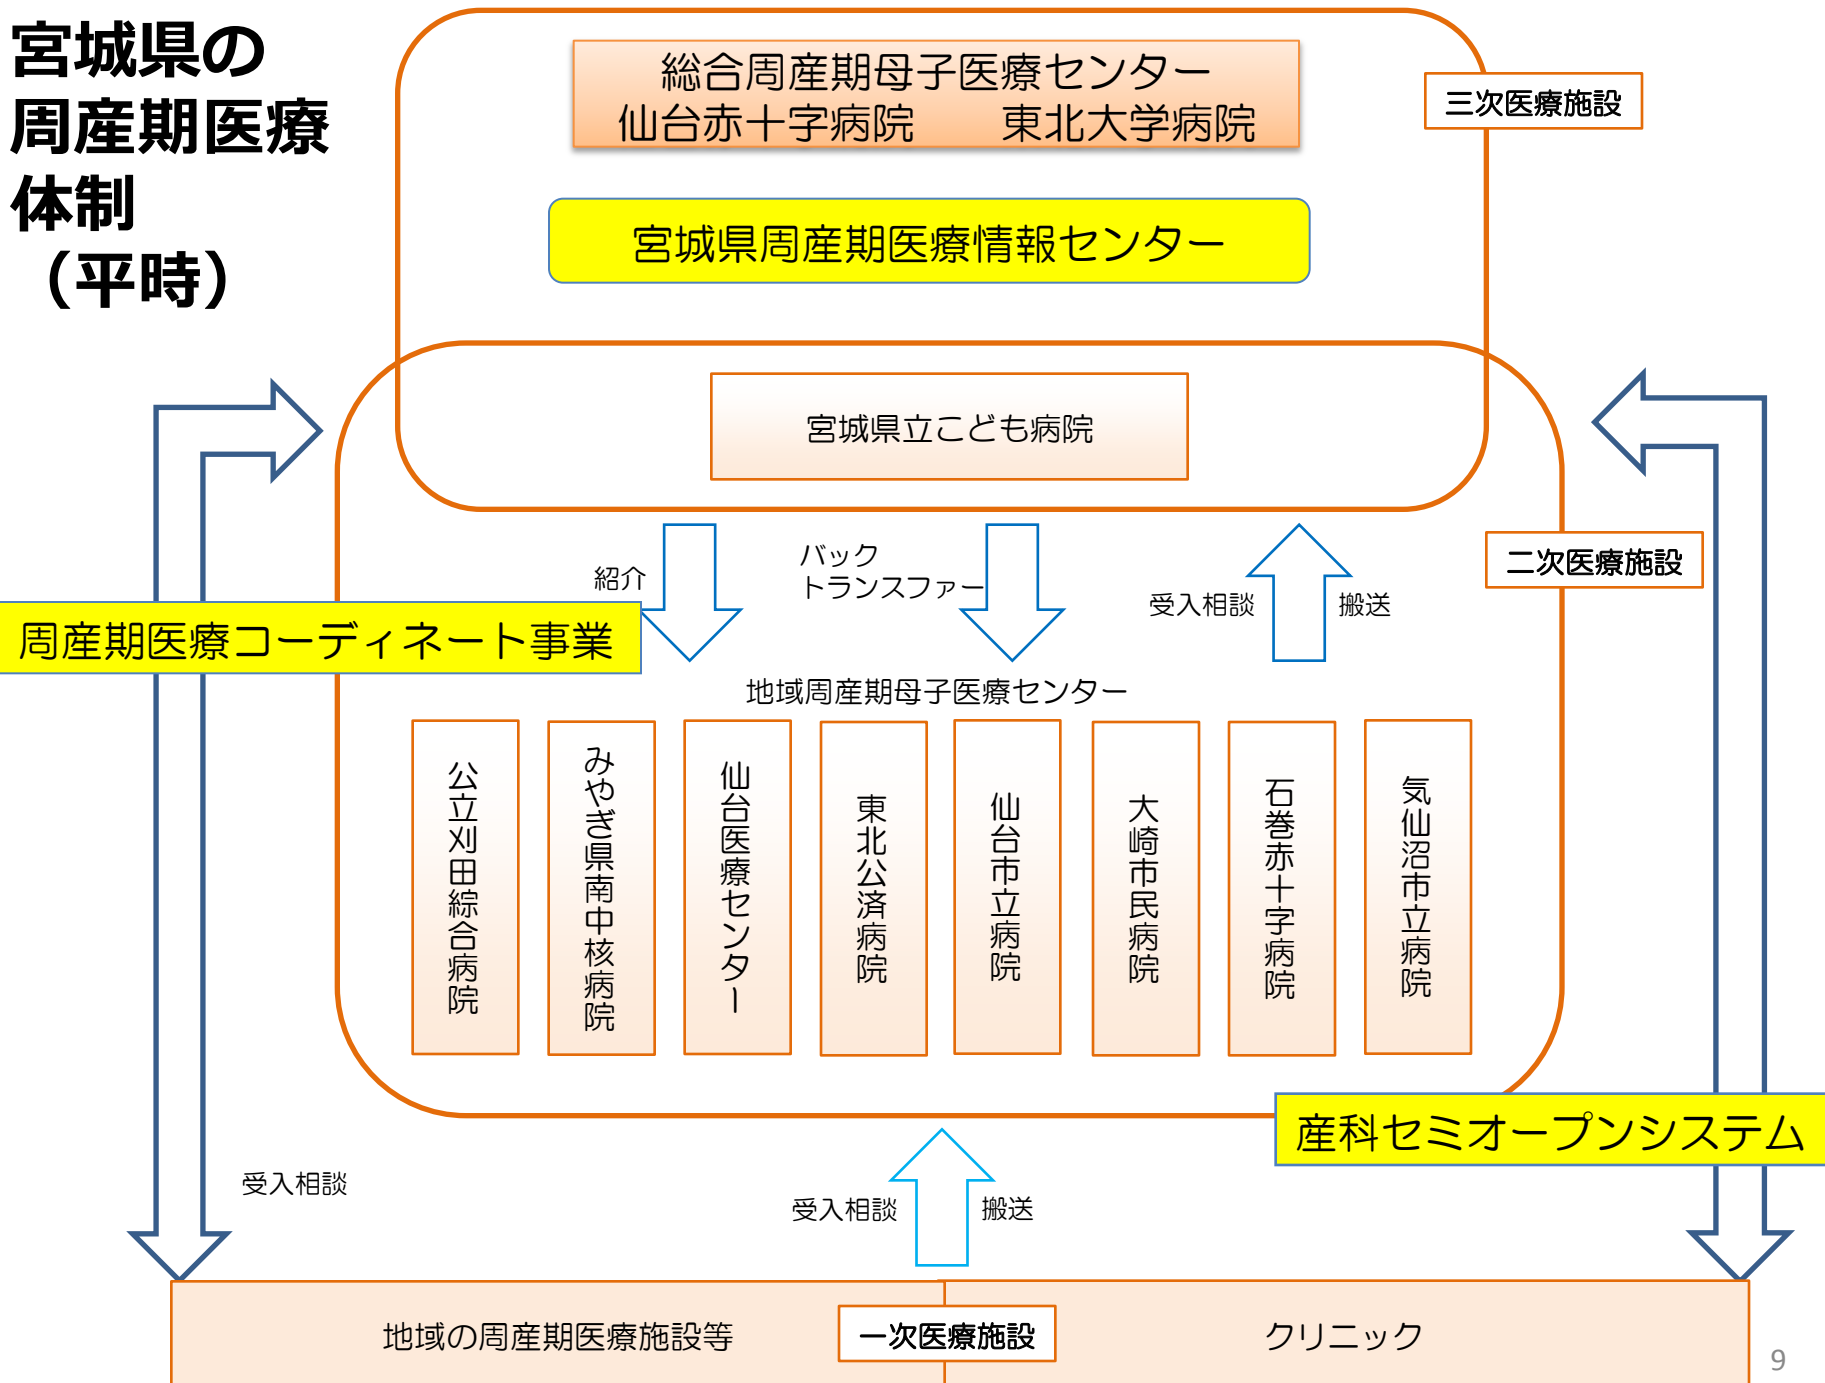 宮城県の
周産期医療
体制
（平時）
総合周産期母子医療センター
仙台赤十字病院　　東北大学病院
三次医療施設
宮城県周産期医療情報センター
宮城県立こども病院
二次医療施設
紹介
バック
トランスファー
受入相談
搬送
周産期医療コーディネート事業
地域周産期母子医療センター
公立刈田綜合病院
みやぎ県南中核病院
仙台医療センター
東北公済病院
仙台市立病院
大崎市民病院
石巻赤十字病院
気仙沼市立病院
産科セミオープンシステム
受入相談
受入相談
搬送
地域の周産期医療施設等
一次医療施設
クリニック
9